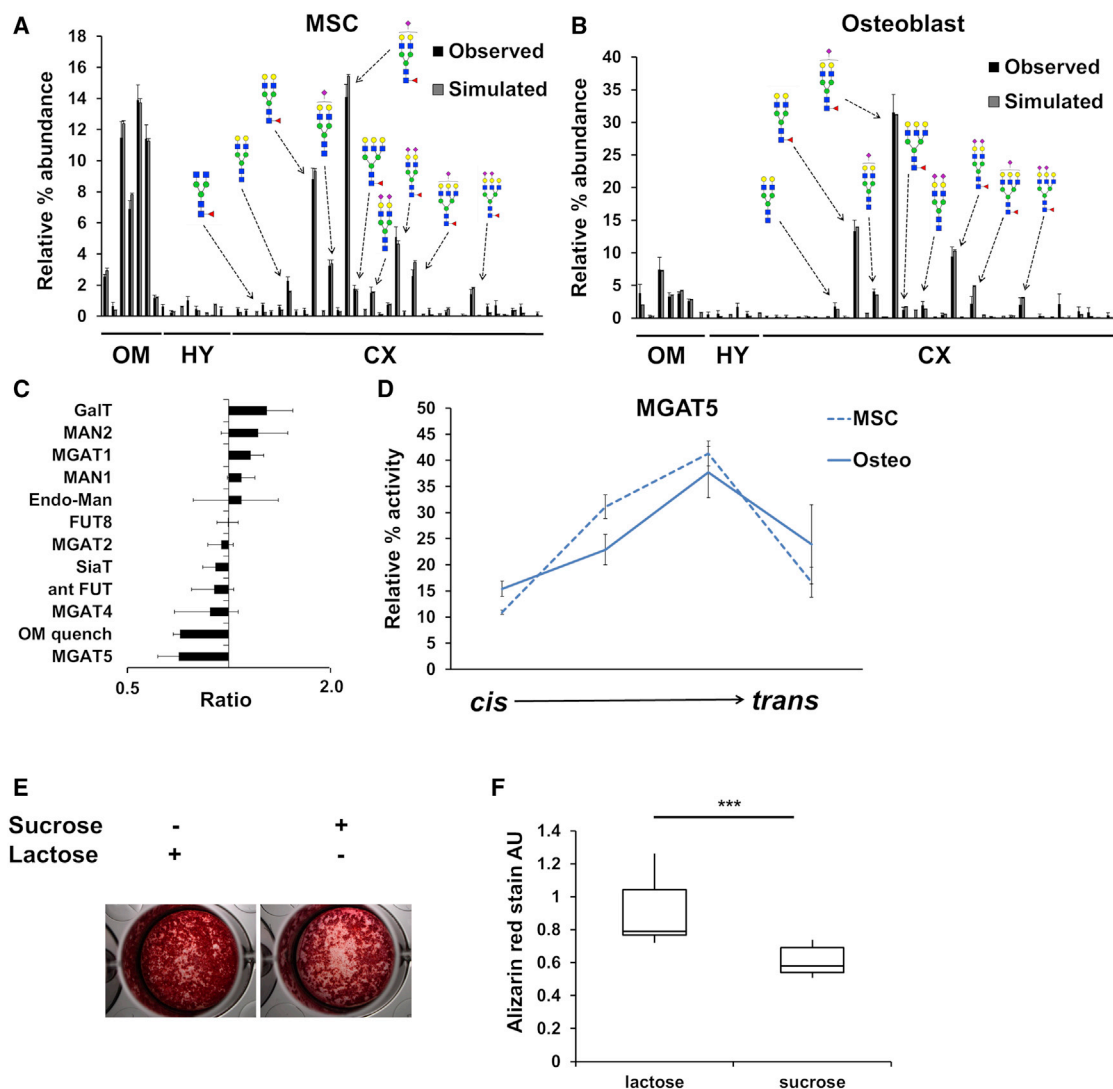 A
MSC
Observed
Simulated
Relative % abundance
18
16
14
12
10
8
6
4
2
0
OM
HY
CX
B
Osteoblast
Observed
Simulated
Relative % abundance
40
35
30
25
20
15
10
5
0
OM
HY
CX
C
GalT
MAN2
MGAT1
MAN1
Endo-Man
FUT8
MGAT2
SiaT
ant FUT
MGAT4
OM quench
MGAT5
0.5
2.0
Ratio
D
MGAT5
MSC
Osteo
Relative % activity
50
45
40
35
30
25
20
15
10
5
0
cis
trans
E
Sucrose - +
Lactose + -
F
***
Alizarin red stain AU
1.4
1.2
1
0.8
0.6
0.4
0.2
0
lactose
sucrose